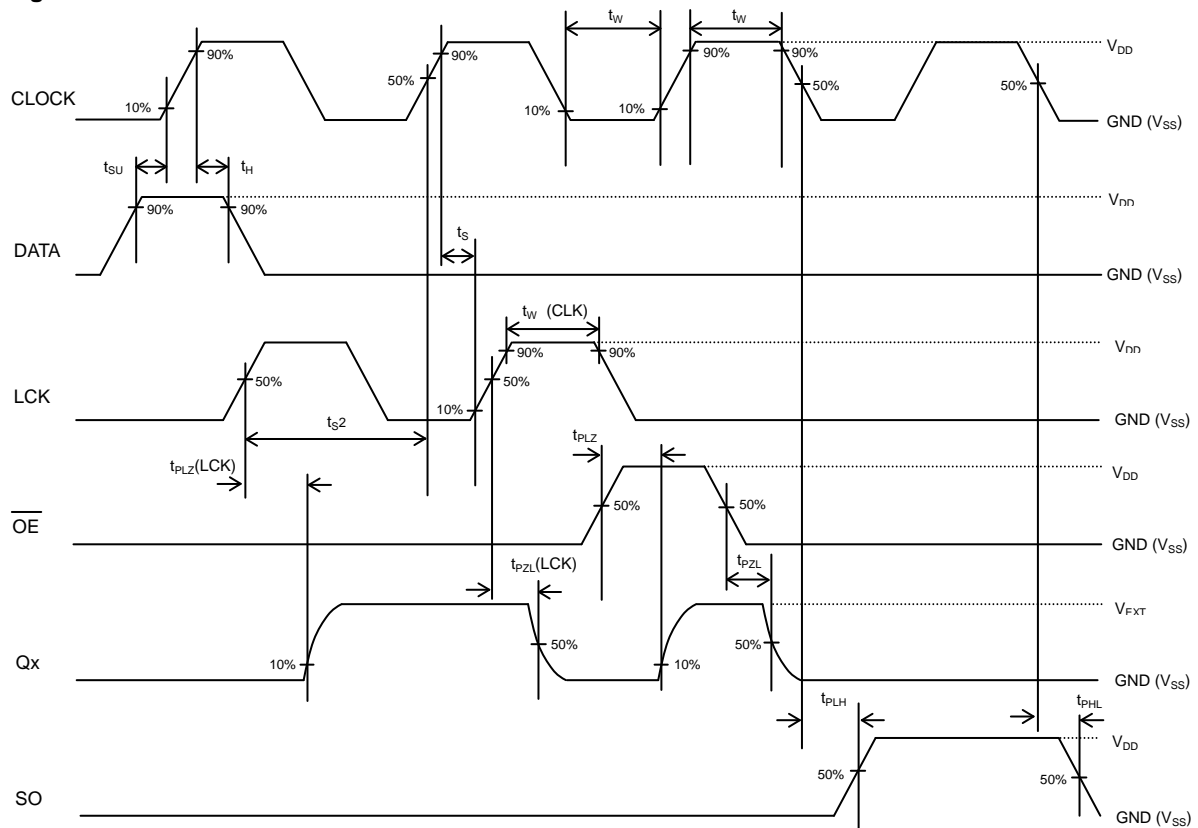 tW tW
VDD
90% 90% 90% 90%
50% 50% 50%
CLOCK
10% 10% 10%
GND (VSS)
tSU tH
VDD
90% 90%
tS
DATA
GND (VSS)
tW (CLK)
VDD
90% 90%
50% 50%
LCK
10%
GND (VSS)
tS2
tPLZ
tPLZ(LCK)
VDD
50% 50%
OE
GND (VSS)
tPZL(LCK) tPZL
VEXT
50% 50%
Qx
10% 10%
GND (VSS)
tPLH tPHL
VDD
50% 50%
SO
GND (VSS)